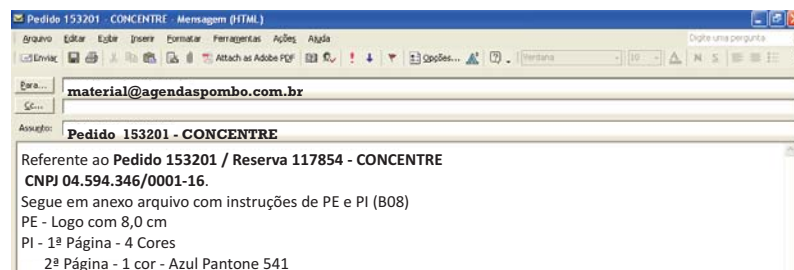 Pedido 153201 - CONCENTRE - Mensagem (HTML)
Arquivo Editar Exibir Inserir Formatar Ferramentas Ações Ajuda Digite uma pergunta
Enviar Attach as Adobe PDF Opções... Verdana 10 A N S
Para... material@agendaspombo.com.br
Cc...
Assunto: Pedido 153201 - CONCENTRE
Referente ao Pedido 153201 / Reserva 117854 - CONCENTRE
CNPJ 04.594.346/0001-16.
Segue em anexo arquivo com instruções de PE e PI (B08)
PE - Logo com 8,0 cm
PI - 1ª Página - 4 Cores
2ª Página - 1 cor - Azul Pantone 541